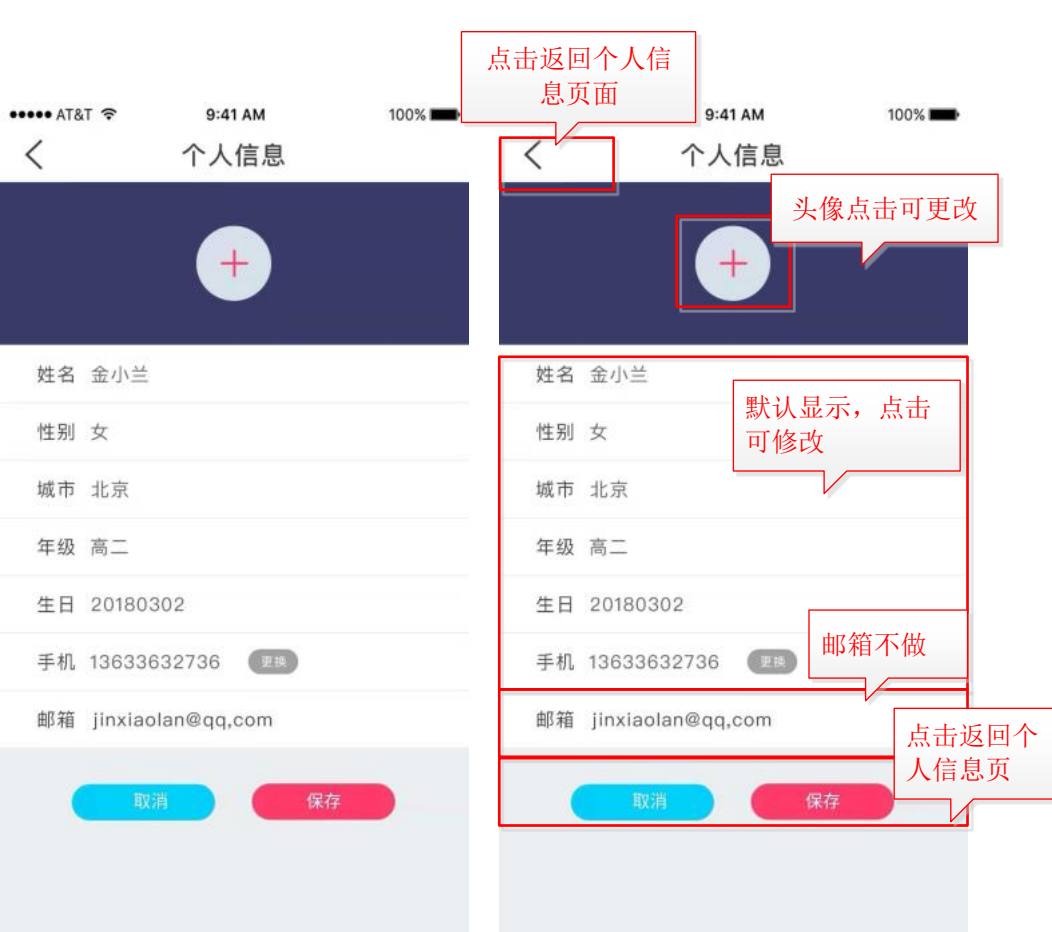 点击返回个人信
息页面
●●●●● AT&T 9:41 AM 100%
个人信息
姓名 金小兰
性别 女
城市 北京
年级 高二
生日 20180302
手机 13633632736 更换
邮箱 jinxiaolan@qq,com
取消 保存
9:41 AM 100%
个人信息
头像点击可更改
姓名 金小兰
默认显示，点击
可修改
性别 女
城市 北京
年级 高二
生日 20180302
邮箱不做
手机 13633632736 更换
邮箱 jinxiaolan@qq,com
点击返回个
人信息页
取消 保存